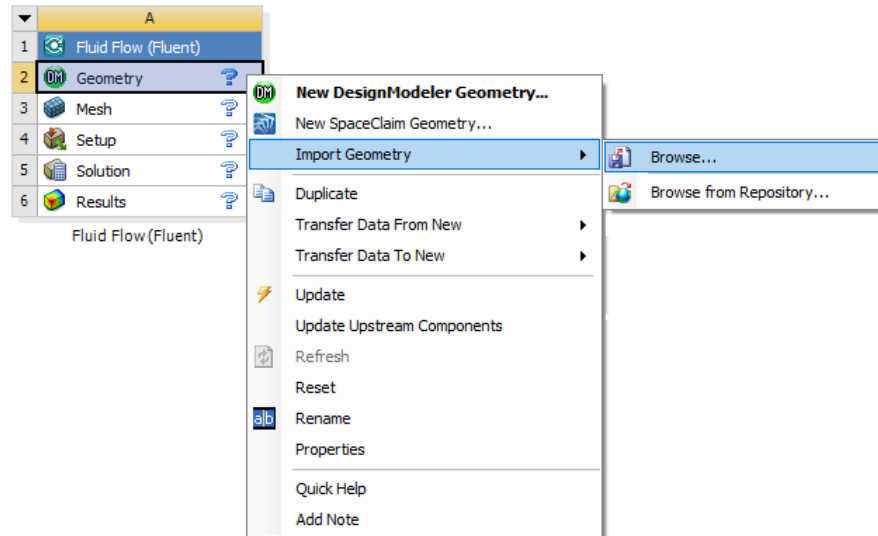 A
1 Fluid Flow (Fluent)
2 DM Geometry ?
3 Mesh ?
4 Setup ?
5 Solution ?
6 Results ?
Fluid Flow (Fluent)
DM New DesignModeler Geometry...
New SpaceClaim Geometry...
Import Geometry
Duplicate
Transfer Data From New
Transfer Data To New
Update
Update Upstream Components
Refresh
Reset
a|b Rename
Properties
Quick Help
Add Note
Browse...
Browse from Repository...